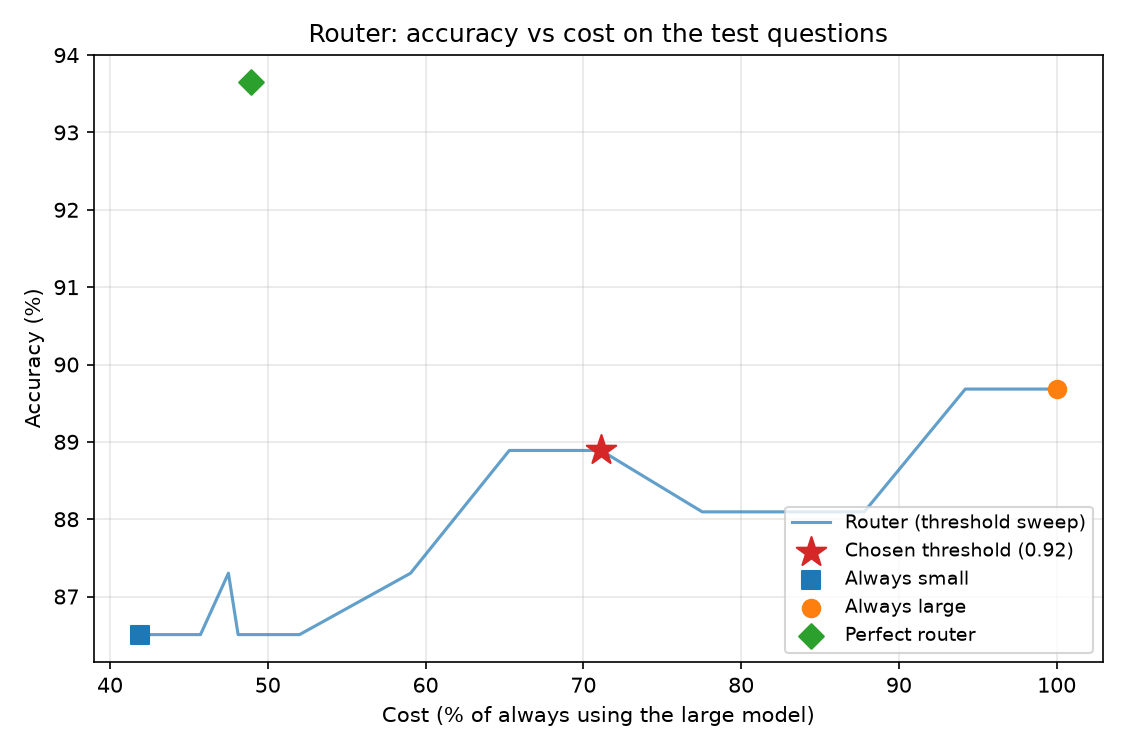 Router: accuracy vs cost on the test questions
94
93
92
91
90
89
88
87
Accuracy (%)
Router (threshold sweep)
Chosen threshold (0.92)
Always small
Always large
Perfect router
40 50 60 70 80 90 100
Cost (% of always using the large model)